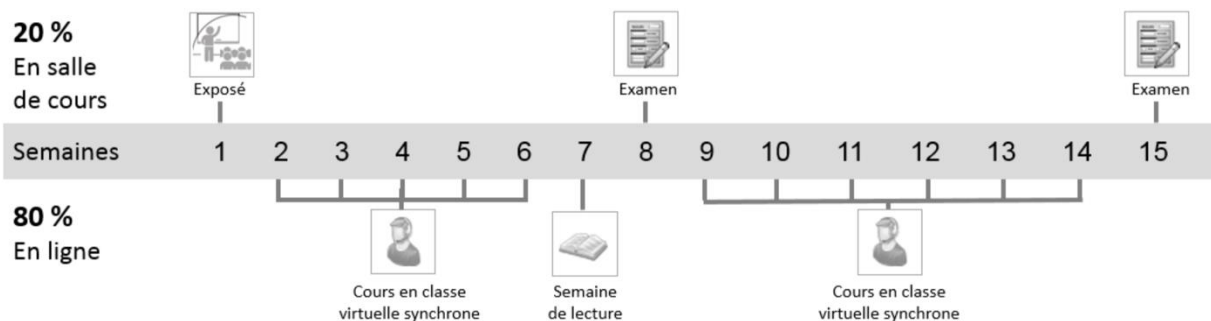 20 %
En salle
de cours
Exposé
Examen
Examen
Semaines 1 2 3 4 5 6 7 8 9 10 11 12 13 14 15
80 %
En ligne
Cours en classe
virtuelle synchrone
Semaine
de lecture
Cours en classe
virtuelle synchrone